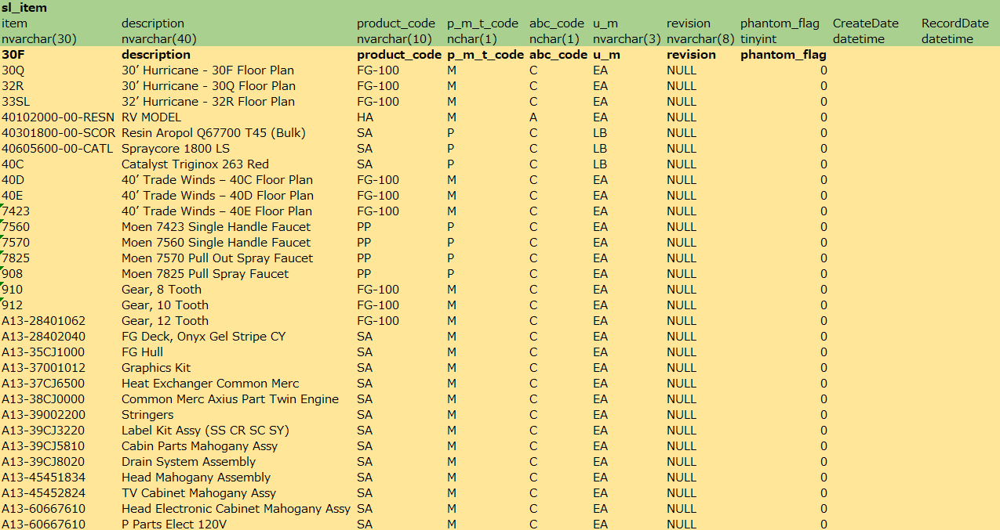 sl_item
item description product_code p_m_t_code abc_code u_m revision phantom_flag CreateDate RecordDate
nvarchar(30) nvarchar(40) nvarchar(10) nchar(1) nchar(1) nvarchar(3) nvarchar(8) tinyint datetime datetime
30F description product_code p_m_t_code abc_code u_m revision phantom_flag
30Q 30’ Hurricane - 30F Floor Plan FG-100 M C EA NULL 0
32R 30’ Hurricane - 30Q Floor Plan FG-100 M C EA NULL 0
33SL 32’ Hurricane - 32R Floor Plan FG-100 M C EA NULL 0
40102000-00-RESN RV MODEL HA M A EA NULL 0
40301800-00-SCOR Resin Aropol Q67700 T45 (Bulk) SA P C LB NULL 0
40605600-00-CATL Spraycore 1800 LS SA P C LB NULL 0
40C Catalyst Triginox 263 Red SA P C LB NULL 0
40D 40’ Trade Winds – 40C Floor Plan FG-100 M C EA NULL 0
40E 40’ Trade Winds – 40D Floor Plan FG-100 M C EA NULL 0
7423 40’ Trade Winds – 40E Floor Plan FG-100 M C EA NULL 0
7560 Moen 7423 Single Handle Faucet PP P C EA NULL 0
7570 Moen 7560 Single Handle Faucet PP P C EA NULL 0
7825 Moen 7570 Pull Out Spray Faucet PP P C EA NULL 0
908 Moen 7825 Pull Spray Faucet PP P C EA NULL 0
910 Gear, 8 Tooth FG-100 M C EA NULL 0
912 Gear, 10 Tooth FG-100 M C EA NULL 0
A13-28401062 Gear, 12 Tooth FG-100 M C EA NULL 0
A13-28402040 FG Deck, Onyx Gel Stripe CY SA M C EA NULL 0
A13-35CJ1000 FG Hull SA M C EA NULL 0
A13-37001012 Graphics Kit SA M C EA NULL 0
A13-37CJ6500 Heat Exchanger Common Merc SA M C EA NULL 0
A13-38CJ0000 Common Merc Axius Part Twin Engine SA M C EA NULL 0
A13-39002200 Stringers SA M C EA NULL 0
A13-39CJ3220 Label Kit Assy (SS CR SC SY) SA M C EA NULL 0
A13-39CJ5810 Cabin Parts Mahogany Assy SA M C EA NULL 0
A13-39CJ8020 Drain System Assembly SA M C EA NULL 0
A13-45451834 Head Mahogany Assembly SA M C EA NULL 0
A13-45452824 TV Cabinet Mahogany Assy SA M C EA NULL 0
A13-60667610 Head Electronic Cabinet Mahogany Assy SA M C EA NULL 0
A13-60667610 P Parts Elect 120V SA M C EA NULL 0